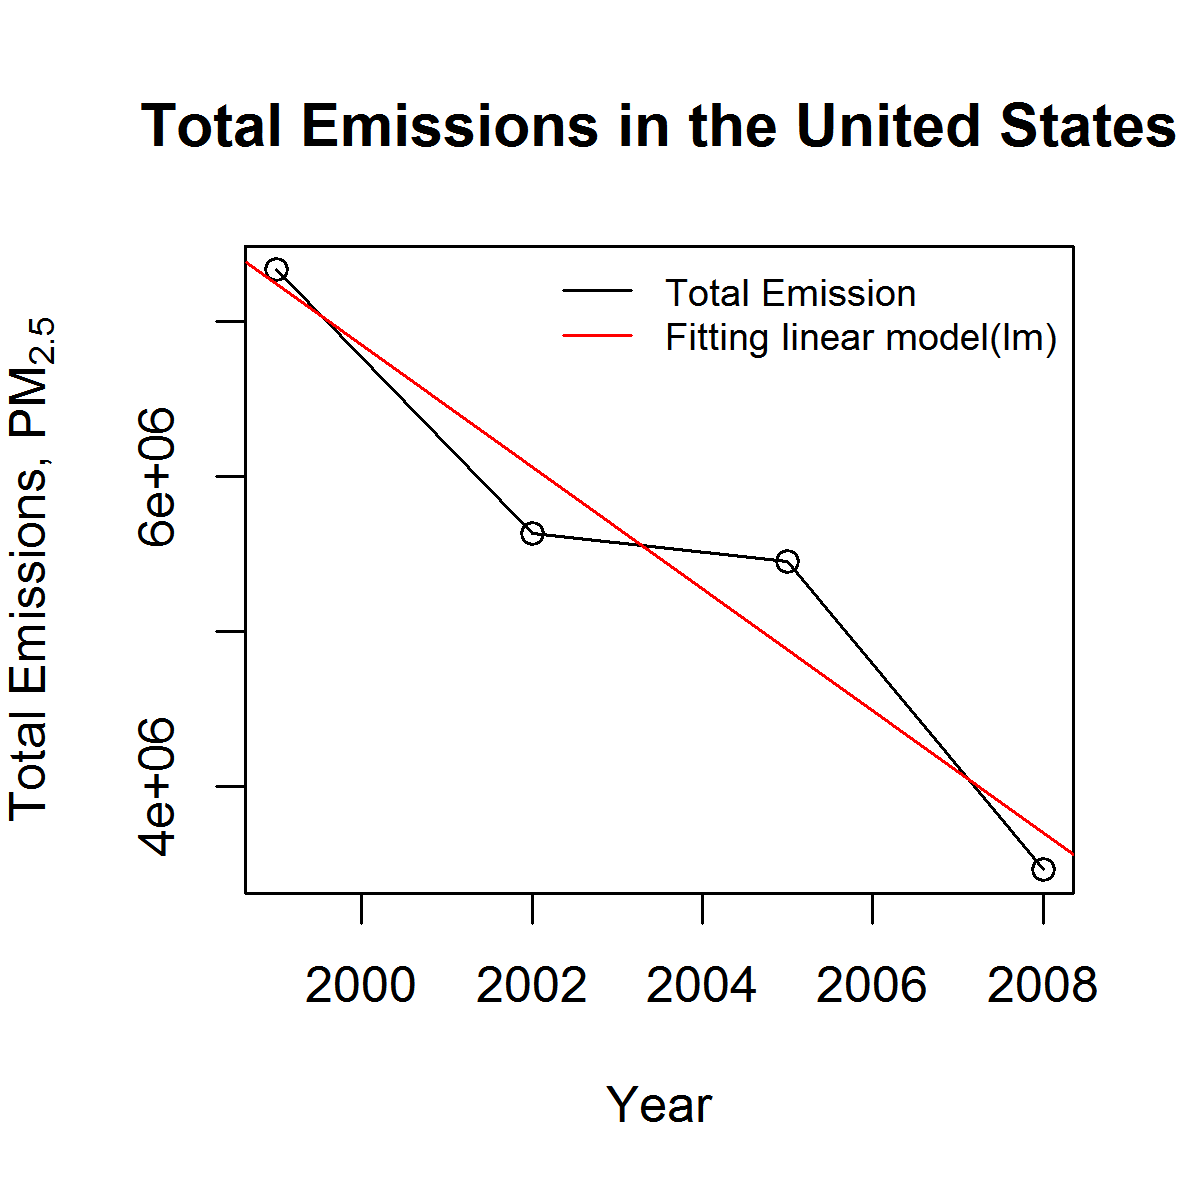 Total Emissions in the United States
Total Emission
Fitting linear model(lm)
Total Emissions, PM2.5
6e+06
4e+06
2000 2002 2004 2006 2008
Year